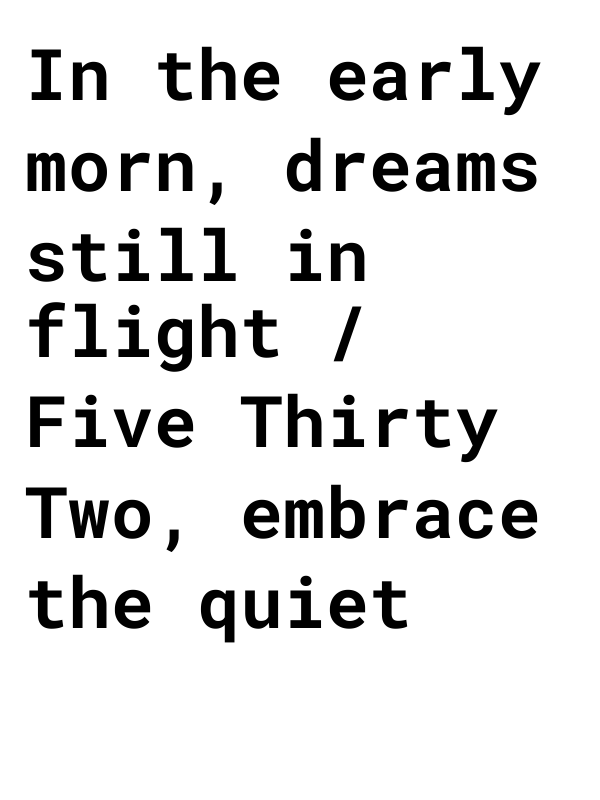 In the early
morn, dreams
still in
flight /
Five Thirty
Two, embrace
the quiet